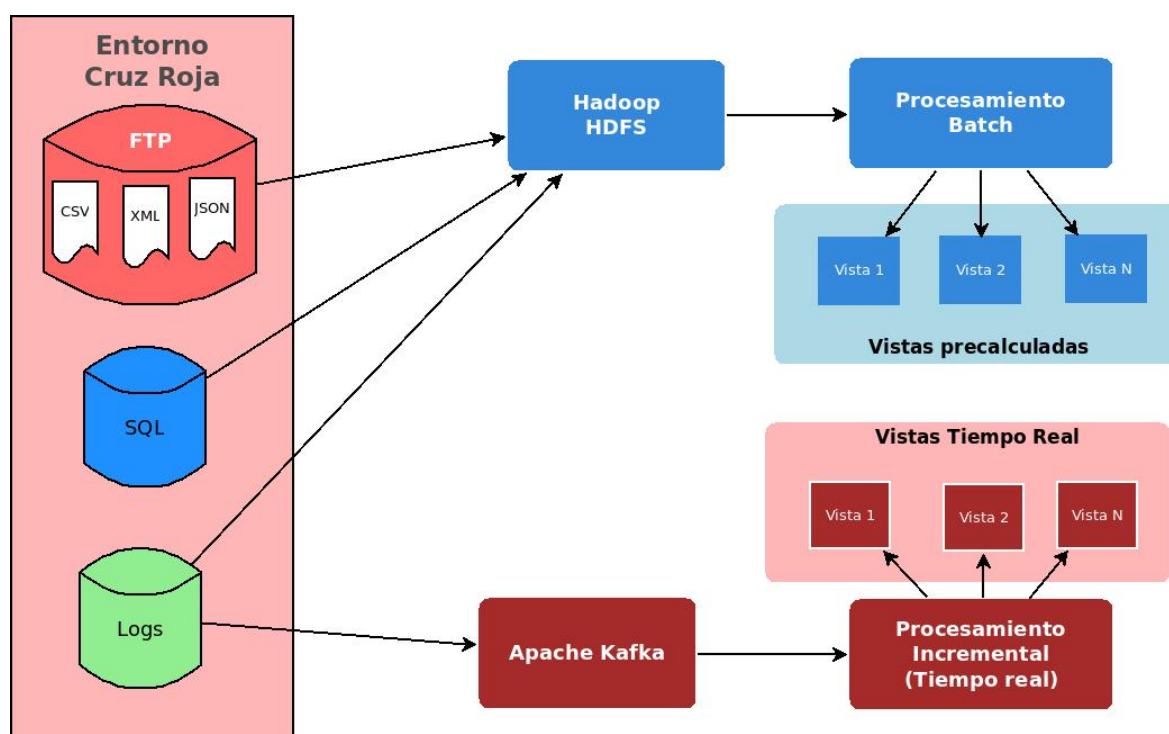 Entorno
Cruz Roja
FTP
CSV
XML
JSON
SQL
Logs
Hadoop
HDFS
Procesamiento
Batch
Vista 1
Vista 2
Vista N
Vistas precalculadas
Vistas Tiempo Real
Vista 1
Vista 2
Vista N
Apache Kafka
Procesamiento
Incremental
(Tiempo real)